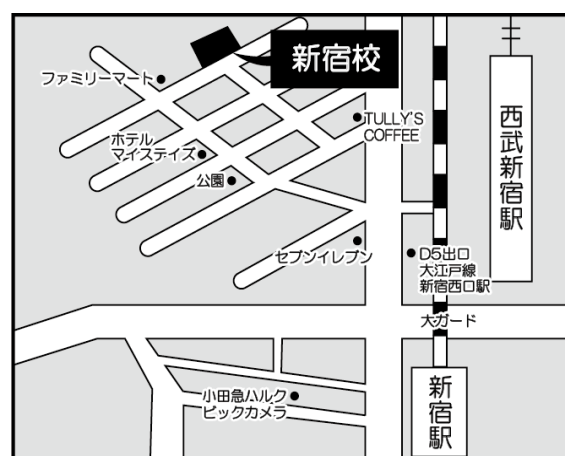 新宿校
ファミリーマート
TULLY'S
COFFEE
西武新宿駅
ホテル
マイステイズ
公園
セブンイレブン
D5出口
大江戸線
新宿西口駅
大ガード
小田急ハルク
ビックカメラ
新宿駅